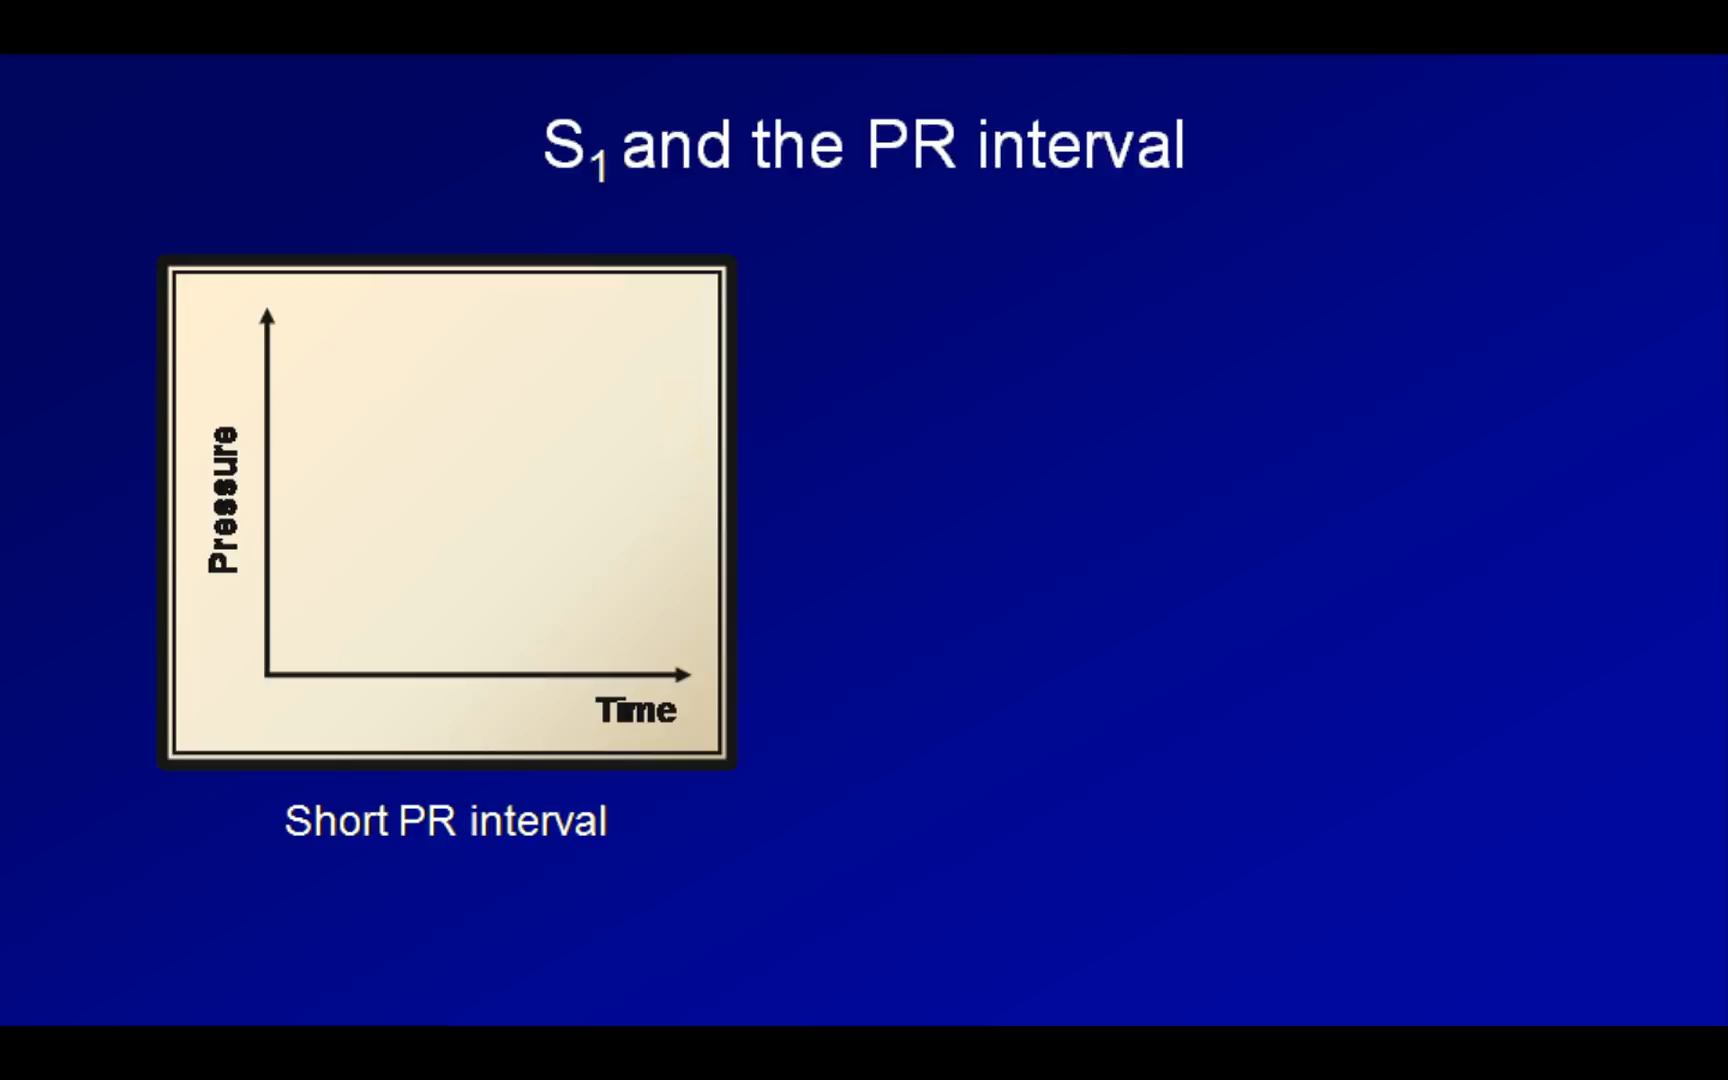 S₁ and the PR interval
Pressure
Time
Short PR interval